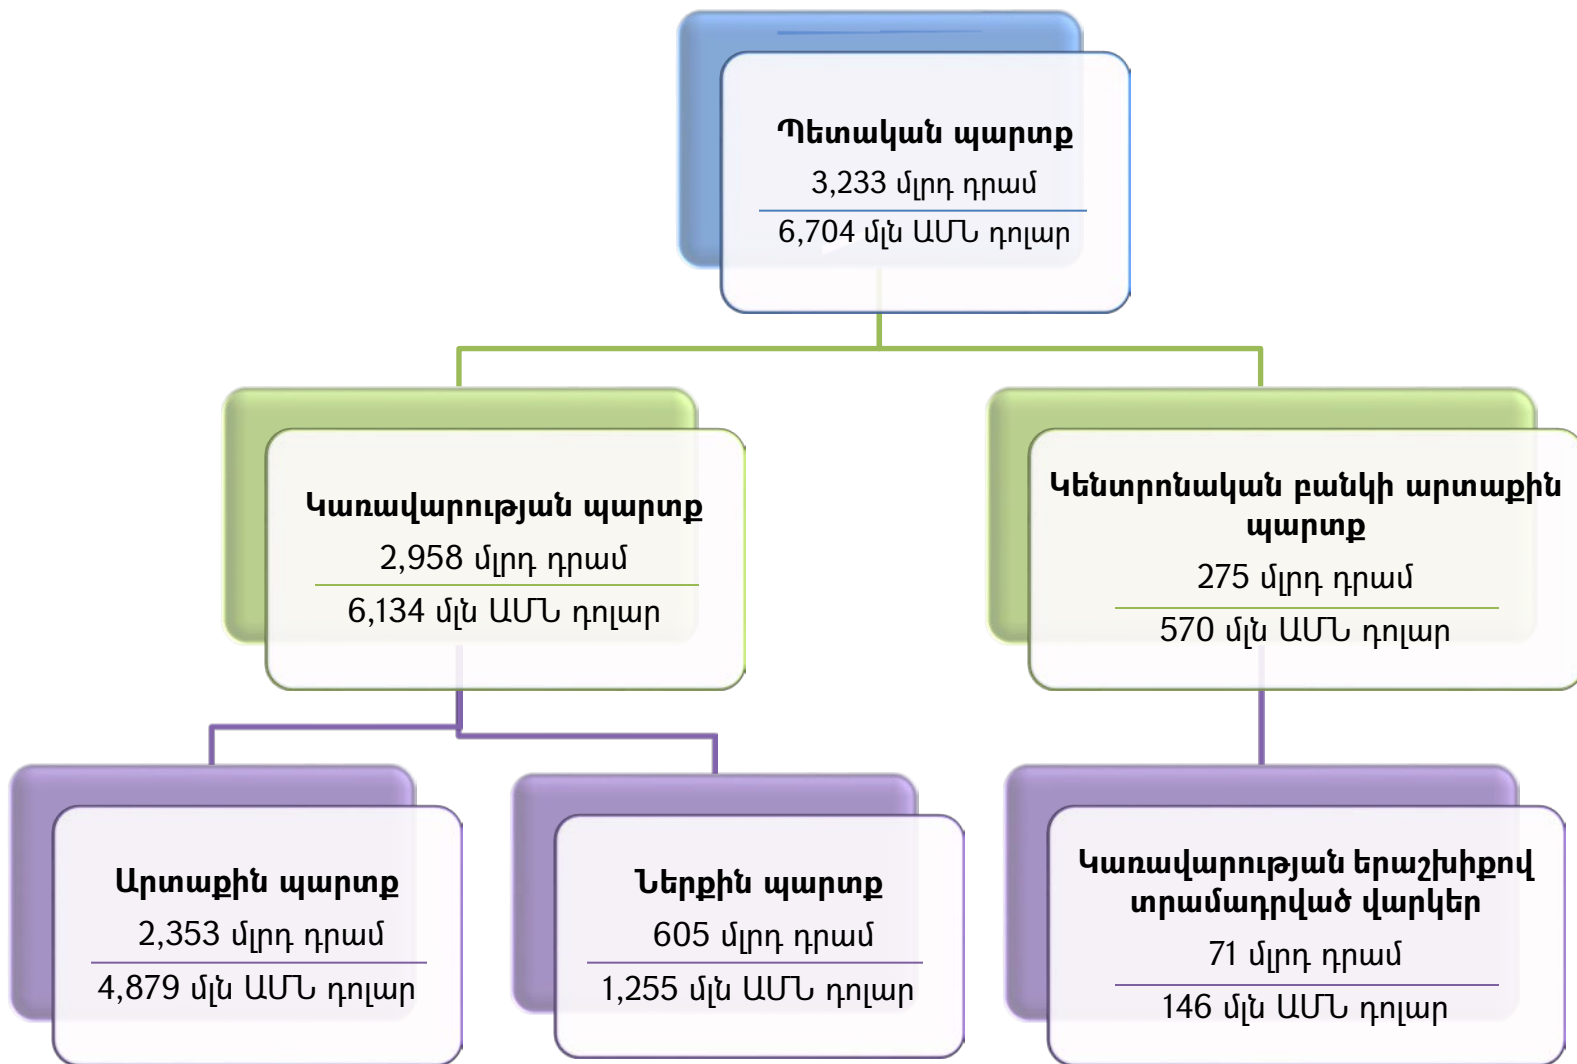 Պետական պարտք
3,233 մլրդ դրամ
6,704 մլն ԱՄՆ դոլար
Կառավարության պարտք
2,958 մլրդ դրամ
6,134 մլն ԱՄՆ դոլար
Կենտրոնական բանկի արտաքին
պարտք
275 մլրդ դրամ
570 մլն ԱՄՆ դոլար
Արտաքին պարտք
2,353 մլրդ դրամ
4,879 մլն ԱՄՆ դոլար
Ներքին պարտք
605 մլրդ դրամ
1,255 մլն ԱՄՆ դոլար
Կառավարության երաշխիքով
տրամադրված վարկեր
71 մլրդ դրամ
146 մլն ԱՄՆ դոլար